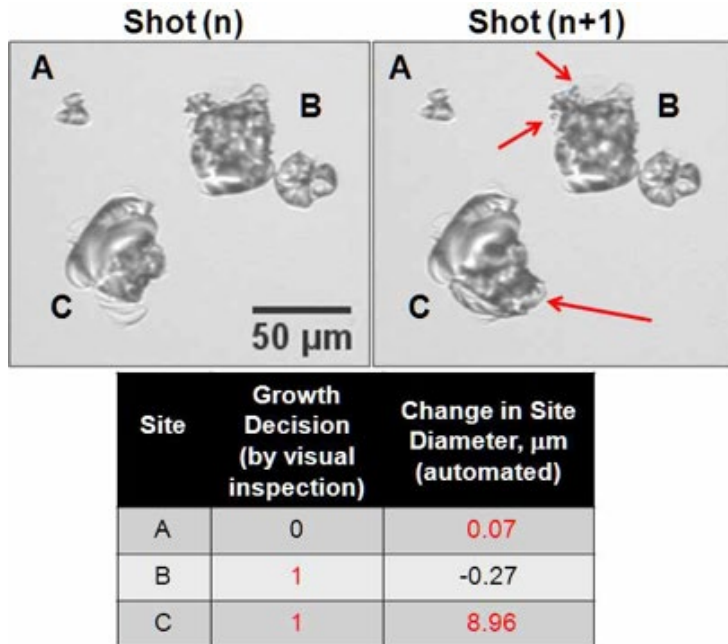 Shot (n)
Shot (n+1)
A
B
C
50 µm
A
B
C
Site
Growth
Decision
(by visual
inspection)
Change in Site
Diameter, µm
(automated)
A 0 0.07
B 1 -0.27
C 1 8.96